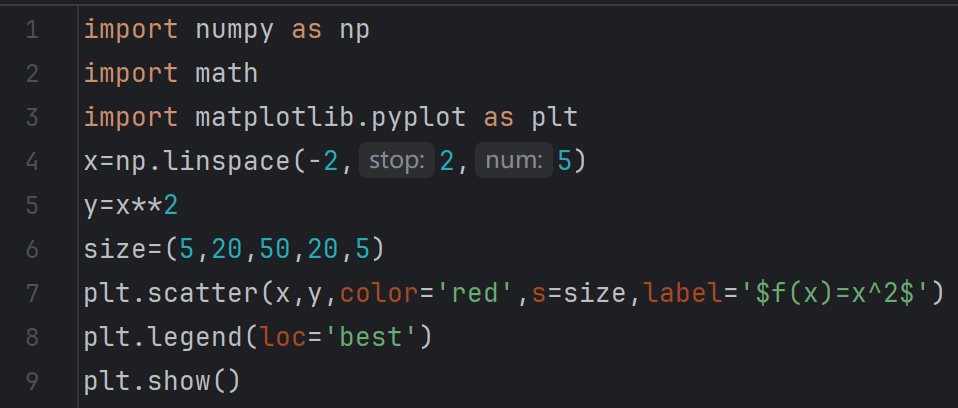 1 import numpy as np
2 import math
3 import matplotlib.pyplot as plt
4 x=np.linspace(-2, stop: 2, num: 5)
5 y=x**2
6 size=(5,20,50,20,5)
7 plt.scatter(x,y,color='red',s=size,label='$f(x)=x^2$')
8 plt.legend(loc='best')
9 plt.show()